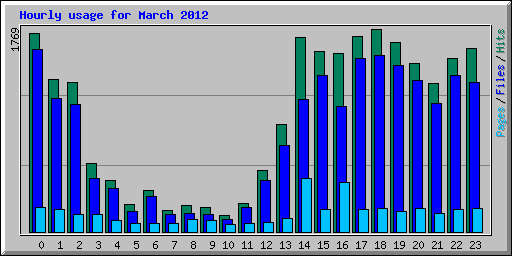 Hourly usage for March 2012
1769
Pages/Files/Hits
0 1 2 3 4 5 6 7 8 9 10 11 12 13 14 15 16 17 18 19 20 21 22 23